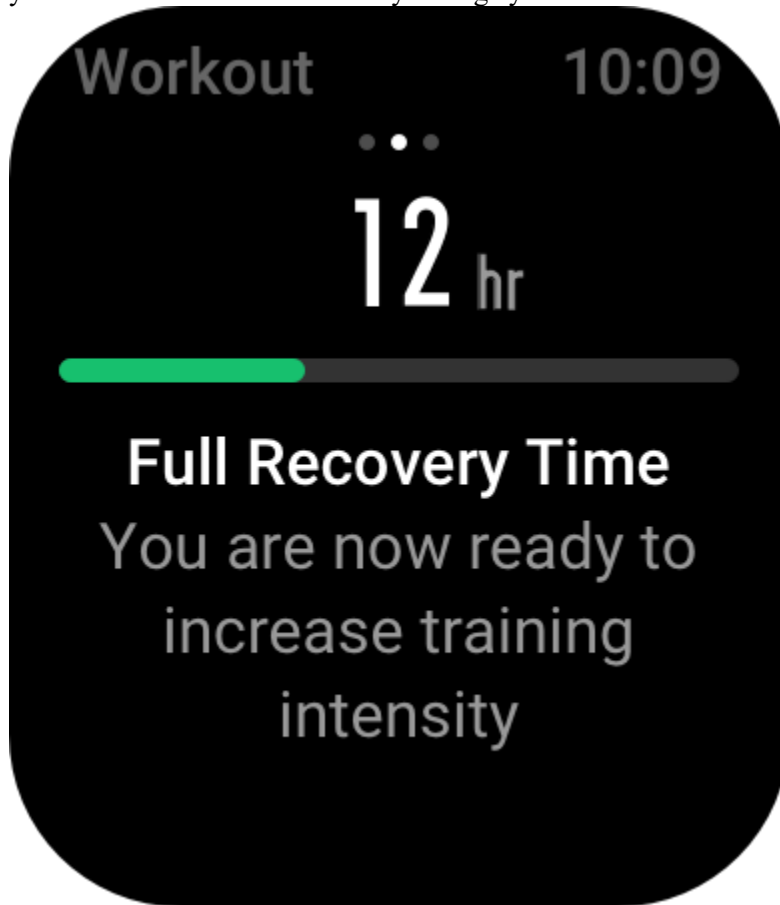 Workout 10:09
12 hr
Full Recovery Time
You are now ready to
increase training
intensity